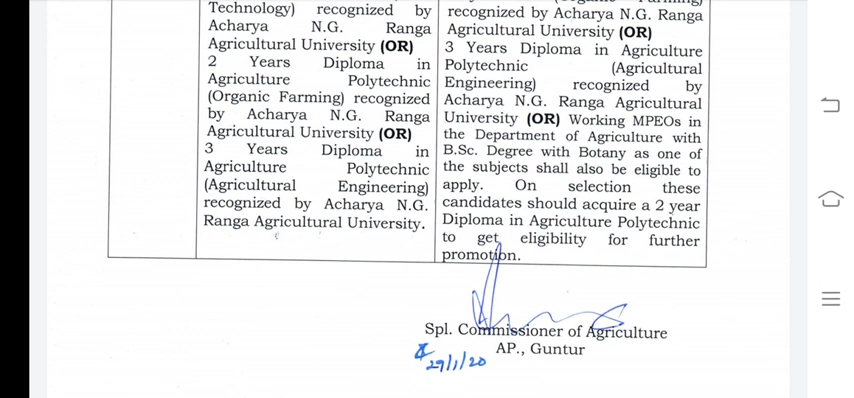 Technology) recognized by
Acharya N.G. Ranga
Agricultural University (OR)
2 Years Diploma in
Agriculture Polytechnic
(Organic Farming) recognized
by Acharya N.G. Ranga
Agricultural University (OR)
3 Years Diploma in
Agriculture Polytechnic
(Agricultural Engineering)
recognized by Acharya N.G.
Ranga Agricultural University.
recognized by Acharya N.G. Ranga
Agricultural University (OR)
3 Years Diploma in Agriculture
Polytechnic (Agricultural
Engineering) recognized by
Acharya N.G. Ranga Agricultural
University (OR) Working MPEOs in
the Department of Agriculture with
B.Sc. Degree with Botany as one of
the subjects shall also be eligible to
apply. On selection these
candidates should acquire a 2 year
Diploma in Agriculture Polytechnic
to get eligibility for further
promotion.
Spl. Commissioner of Agriculture
AP., Guntur
29/1/20